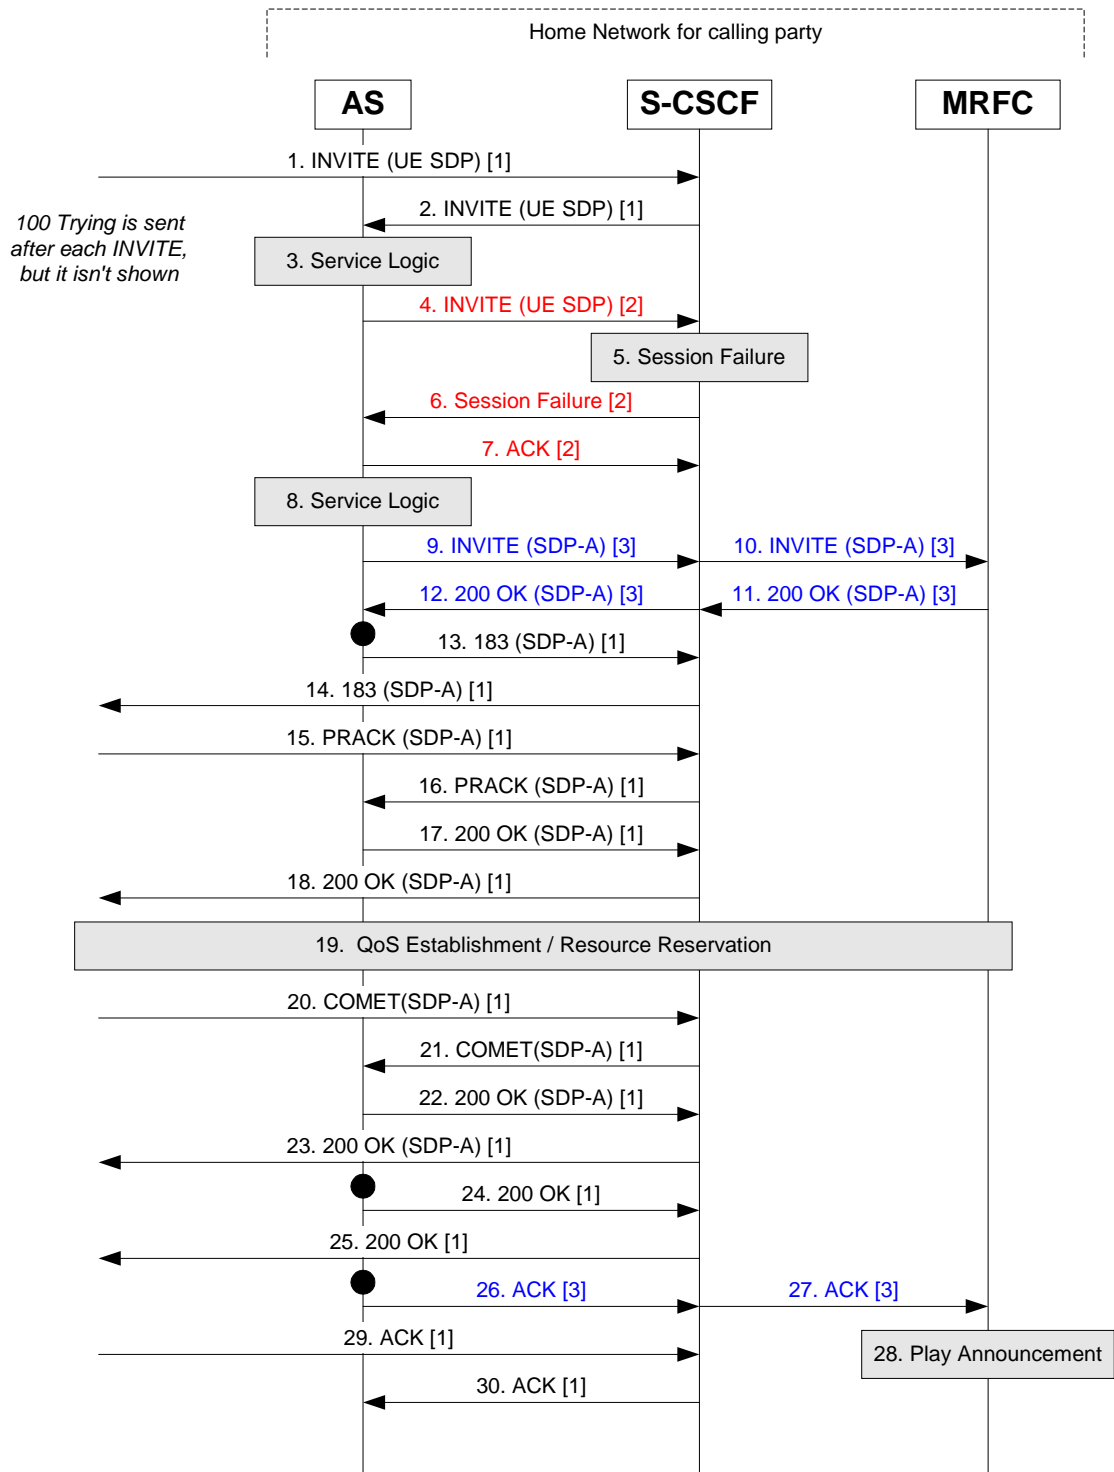 Home Network for calling party
AS
S-CSCF
MRFC
1. INVITE (UE SDP) [1]
100 Trying is sent
after each INVITE,
but it isn't shown
2. INVITE (UE SDP) [1]
3. Service Logic
4. INVITE (UE SDP) [2]
5. Session Failure
6. Session Failure [2]
7. ACK [2]
8. Service Logic
9. INVITE (SDP-A) [3]
10. INVITE (SDP-A) [3]
12. 200 OK (SDP-A) [3]
11. 200 OK (SDP-A) [3]
13. 183 (SDP-A) [1]
14. 183 (SDP-A) [1]
15. PRACK (SDP-A) [1]
16. PRACK (SDP-A) [1]
17. 200 OK (SDP-A) [1]
18. 200 OK (SDP-A) [1]
19. QoS Establishment / Resource Reservation
20. COMET(SDP-A) [1]
21. COMET(SDP-A) [1]
22. 200 OK (SDP-A) [1]
23. 200 OK (SDP-A) [1]
24. 200 OK [1]
25. 200 OK [1]
26. ACK [3]
27. ACK [3]
29. ACK [1]
28. Play Announcement
30. ACK [1]